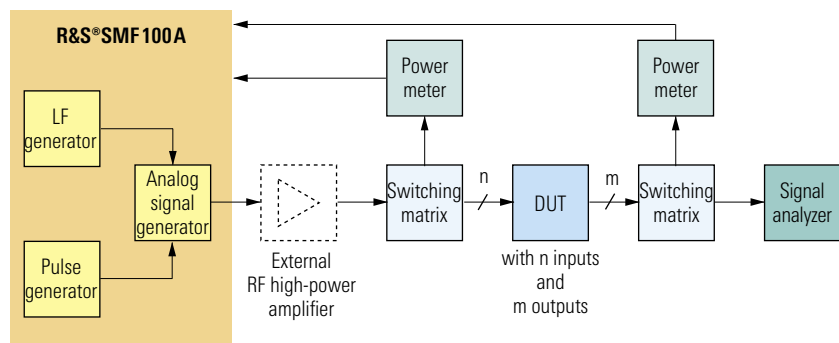 R&S®SMF100A
LF
generator
Analog
signal
generator
Pulse
generator
External
RF high-power
amplifier
Power
meter
Switching
matrix
n
DUT
with n inputs
and
m outputs
m
Power
meter
Switching
matrix
Signal
analyzer